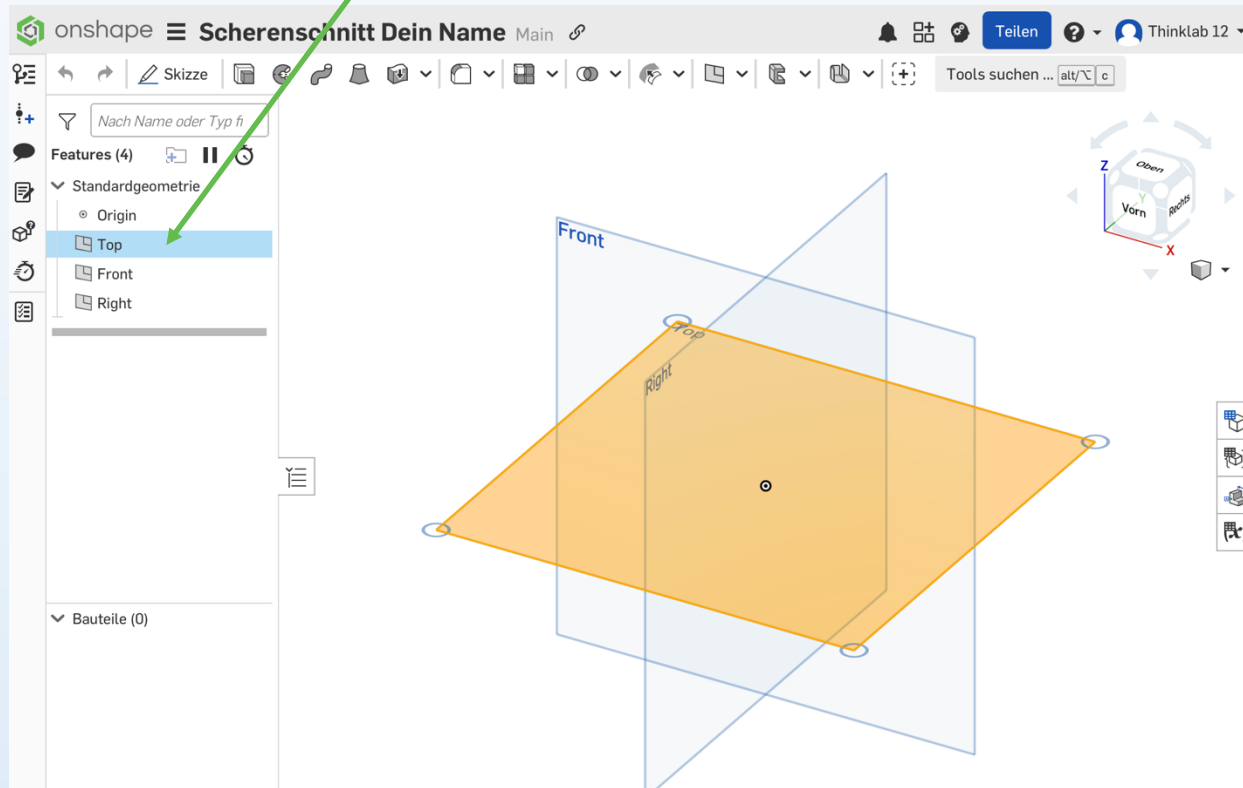 onshape Scherenschnitt Dein Name Main Teilen Thinklab 12
Skizze Tools suchen ... alt/⌥ c
Nach Name oder Typ fi
Features (4)
Standardgeometrie
Origin
Top
Front
Right
Bauteile (0)
Front
Top
Right
Z
Oben
Y
Vorn
Rechts
X